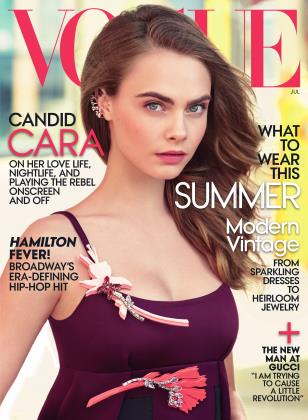 VOGUE
JUL
CANDID
CARA
ON HER LOVE LIFE,
NIGHTLIFE, AND
PLAYING THE REBEL
ONSCREEN
AND OFF
WHAT
TO
WEAR
THIS
SUMMER
Modern
Vintage
FROM
SPARKLING
DRESSES
TO
HEIRLOOM
JEWELRY
HAMILTON
FEVER!
BROADWAY'S
ERA-DEFINING
HIP-HOP HIT
+
THE NEW
MAN AT
GUCCI
"I AM TRYING
TO CAUSE
A LITTLE
REVOLUTION"